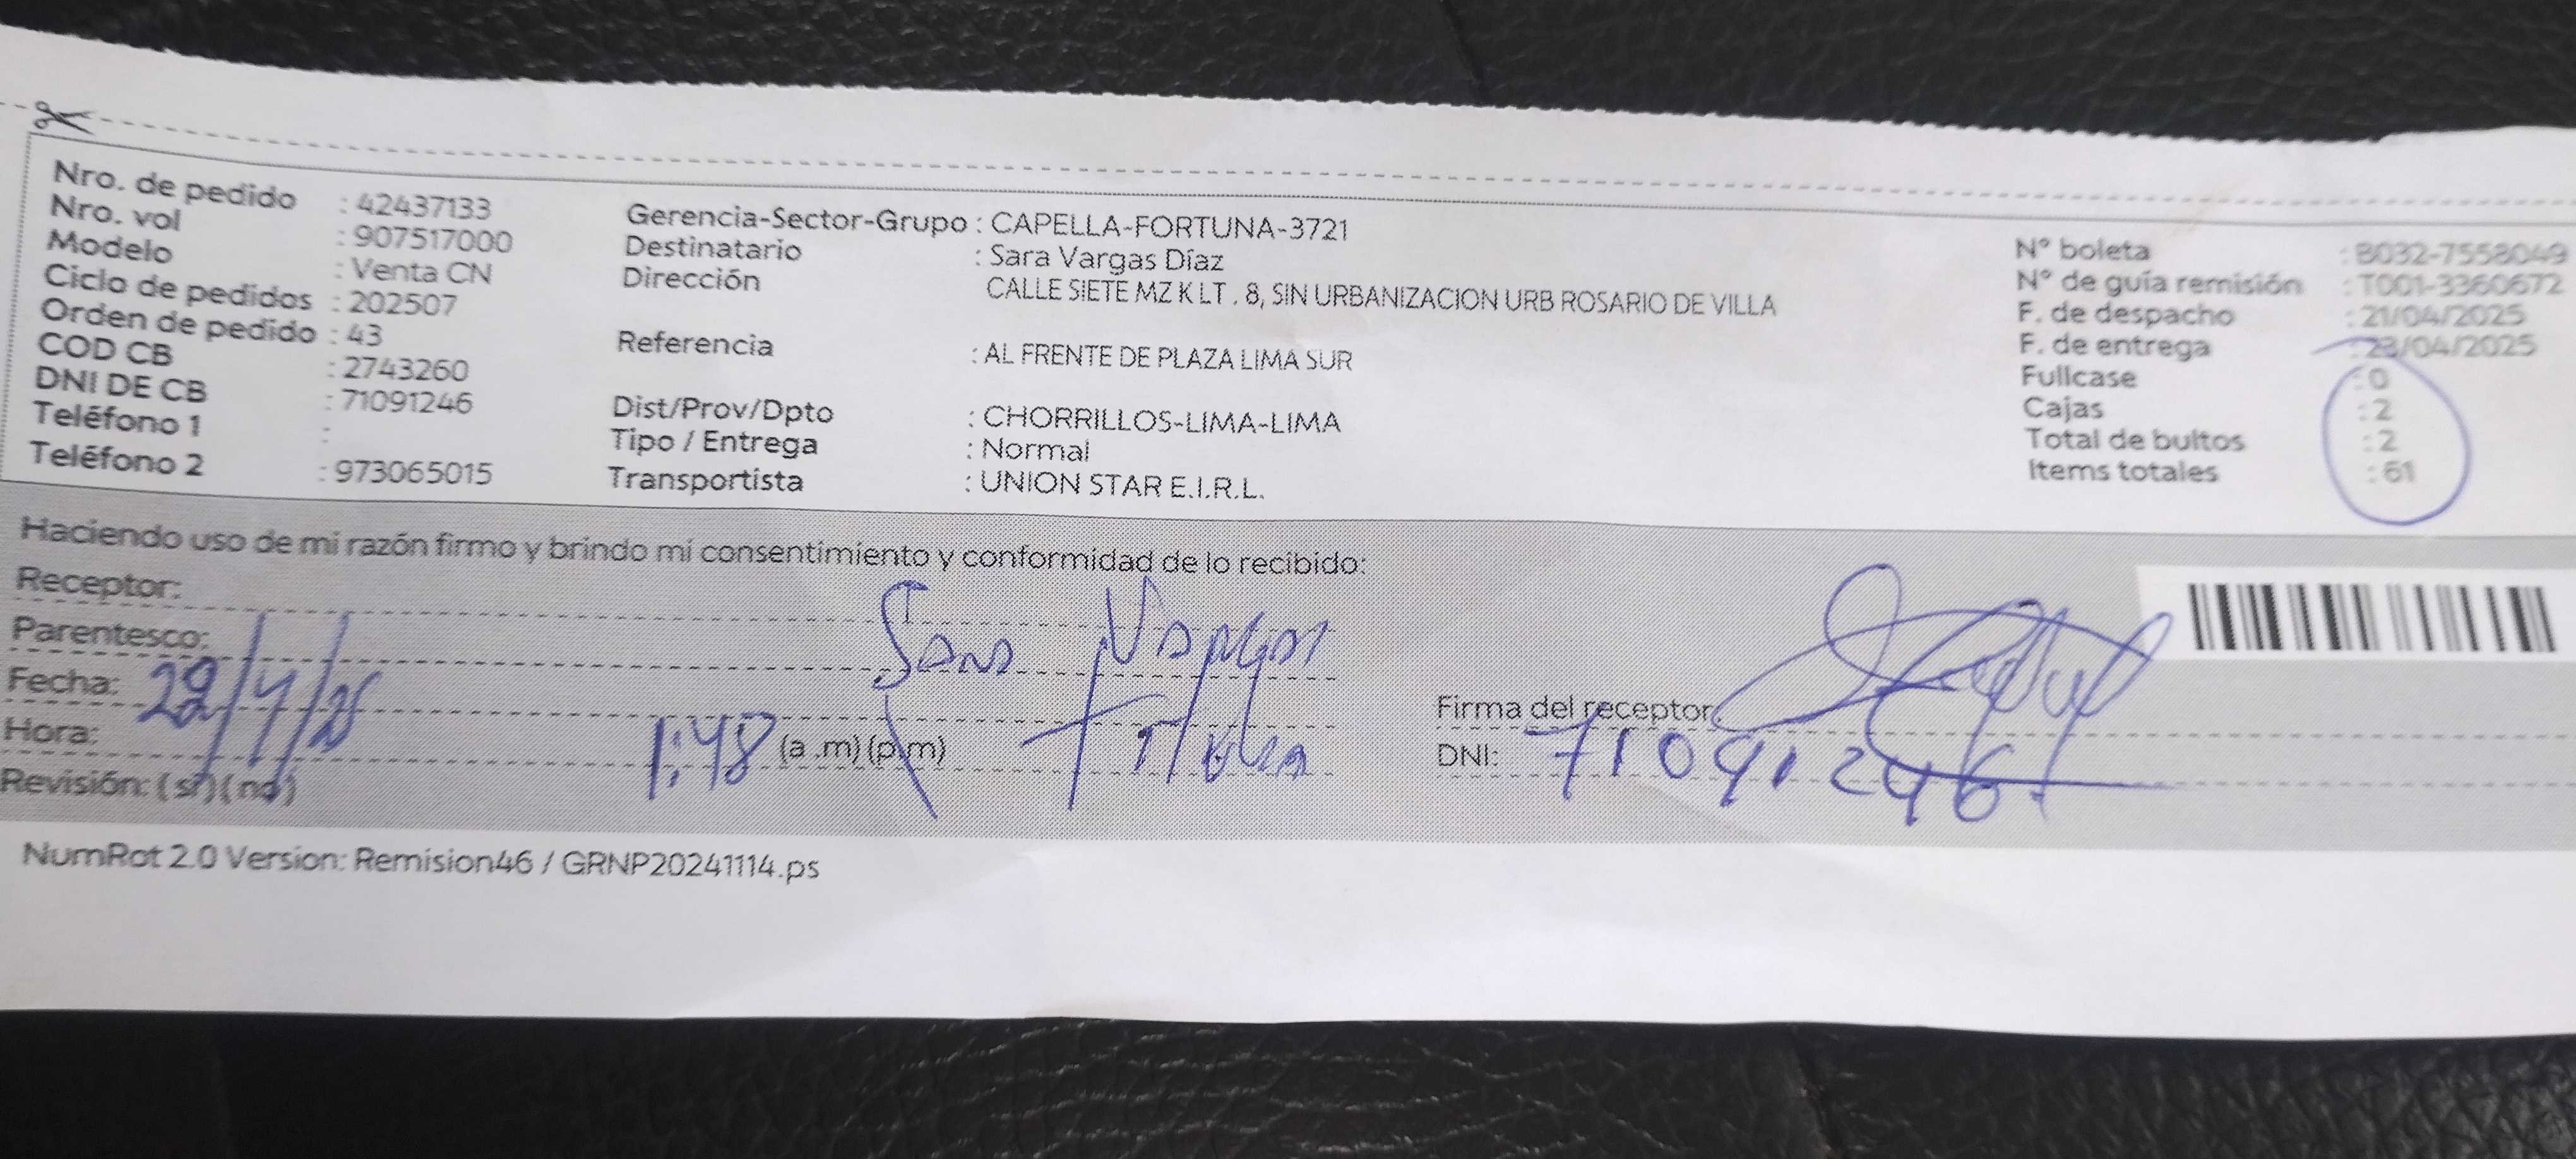 Nro. de pedido : 42437133
Nro. vol : 907517000
Modelo : Venta CN
Ciclo de pedidos : 202507
Orden de pedido : 43
COD CB : 2743260
DNI DE CB : 71091246
Teléfono 1 :
Teléfono 2 : 973065015
Gerencia-Sector-Grupo : CAPELLA-FORTUNA-3721
Destinatario : Sara Vargas Díaz
Dirección CALLE SIETE MZ K LT . 8, SIN URBANIZACION URB ROSARIO DE VILLA
Referencia : AL FRENTE DE PLAZA LIMA SUR
Dist/Prov/Dpto : CHORRILLOS-LIMA-LIMA
Tipo / Entrega : Normal
Transportista : UNION STAR E.I.R.L.
N° boleta : B032-7558049
N° de guía remisión : T001-3360672
F. de despacho : 21/04/2025
F. de entrega : 23/04/2025
Fullcase : 0
Cajas : 2
Total de bultos : 2
Items totales : 61
Haciendo uso de mi razón firmo y brindo mi consentimiento y conformidad de lo recibido:
Receptor: Sara Vargas
Parentesco: Titular
Fecha: 22/4/25
Hora: 1:48 (a .m) (p.m)
Revisión: (sí) (no)
Firma del receptor:
DNI: 71091246
NumRot 2.0 Version: Remision46 / GRNP20241114.ps